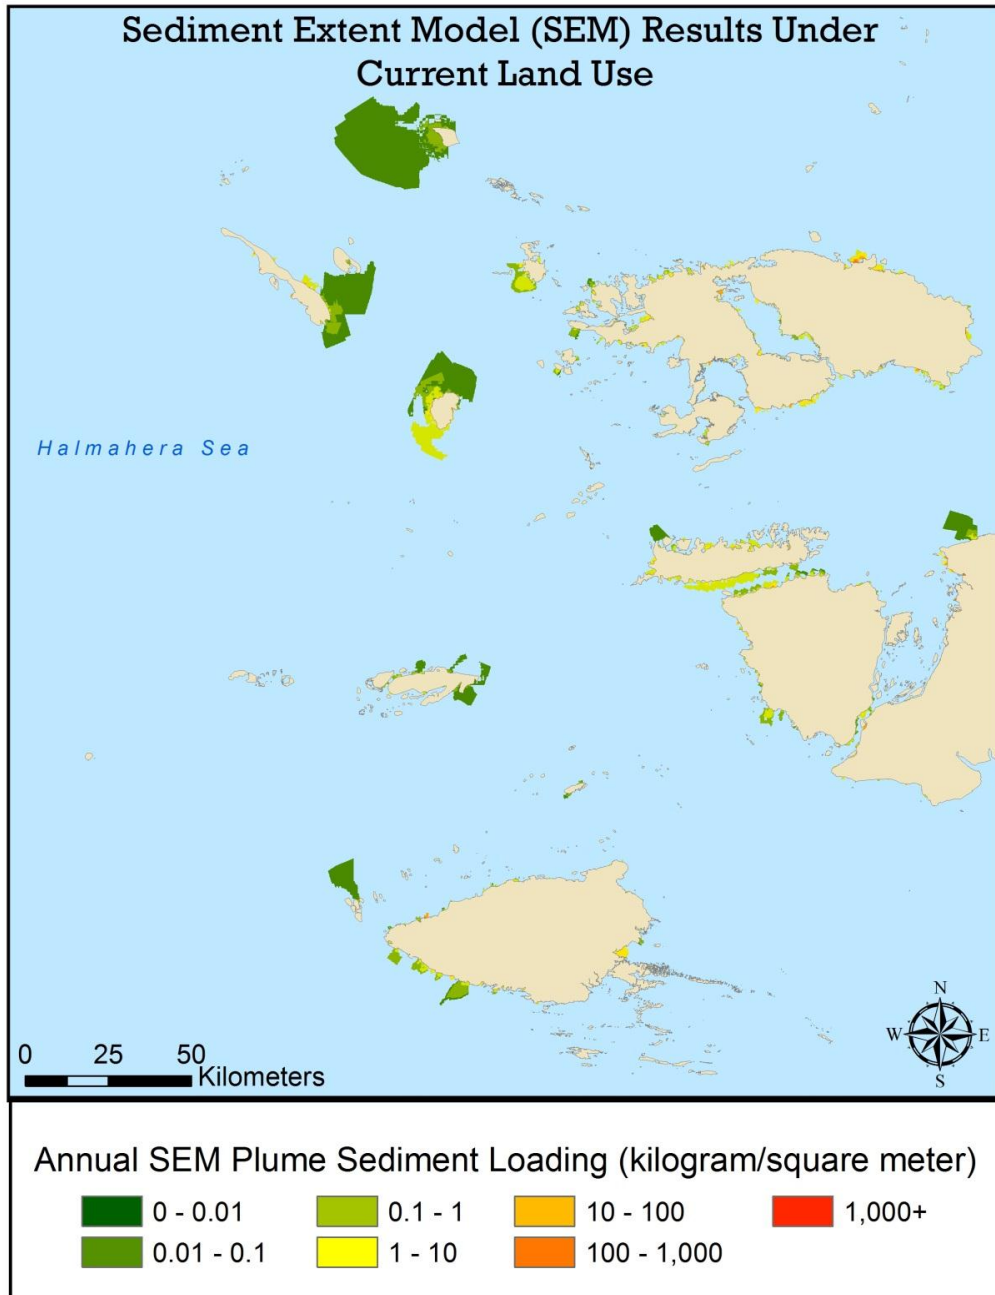 Sediment Extent Model (SEM) Results Under
Current Land Use
Halmahera Sea
N
W E
S
0 25 50
Kilometers
Annual SEM Plume Sediment Loading (kilogram/square meter)
0 - 0.01 0.1 - 1 10 - 100 1,000+
0.01 - 0.1 1 - 10 100 - 1,000